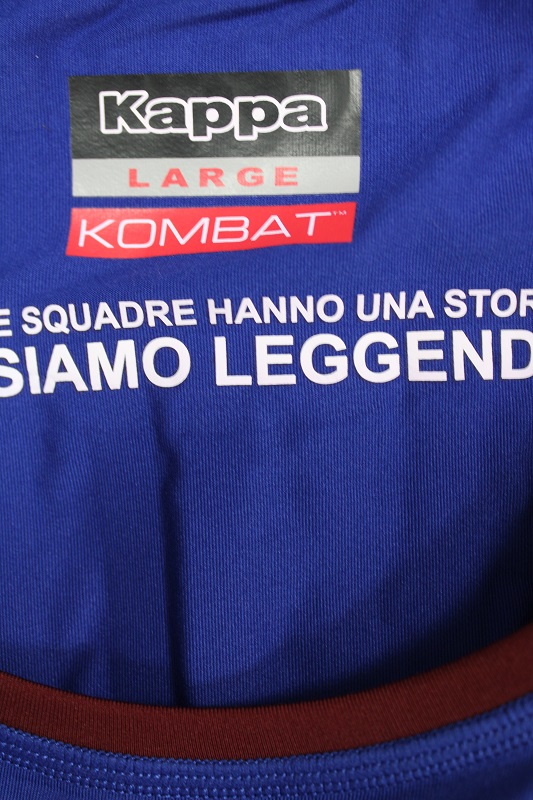 Kappa
LARGE
KOMBAT™
E SQUADRE HANNO UNA STOR
SIAMO LEGGEND